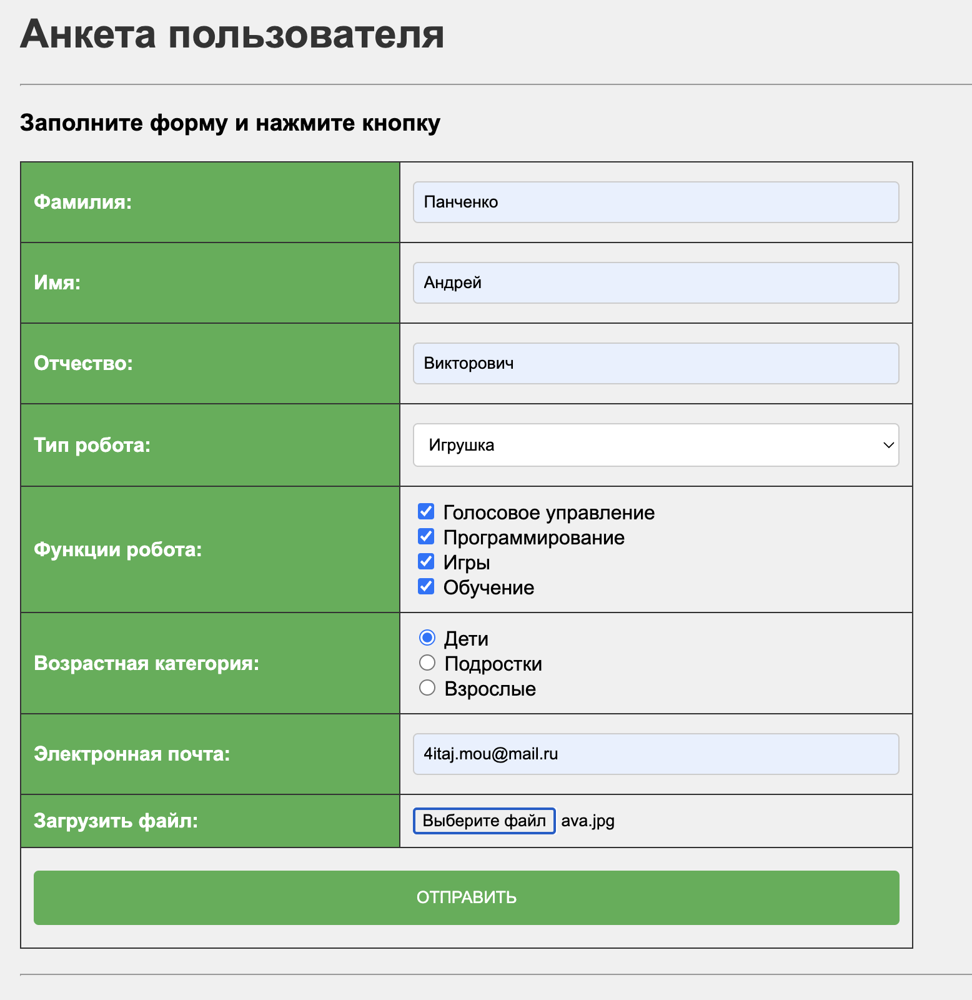 Анкета пользователя
Заполните форму и нажмите кнопку
Фамилия: Панченко
Имя: Андрей
Отчество: Викторович
Тип робота: Игрушка
Функции робота:
Голосовое управление
Программирование
Игры
Обучение
Возрастная категория:
Дети
Подростки
Взрослые
Электронная почта: 4itaj.mou@mail.ru
Загрузить файл: Выберите файл ava.jpg
ОТПРАВИТЬ